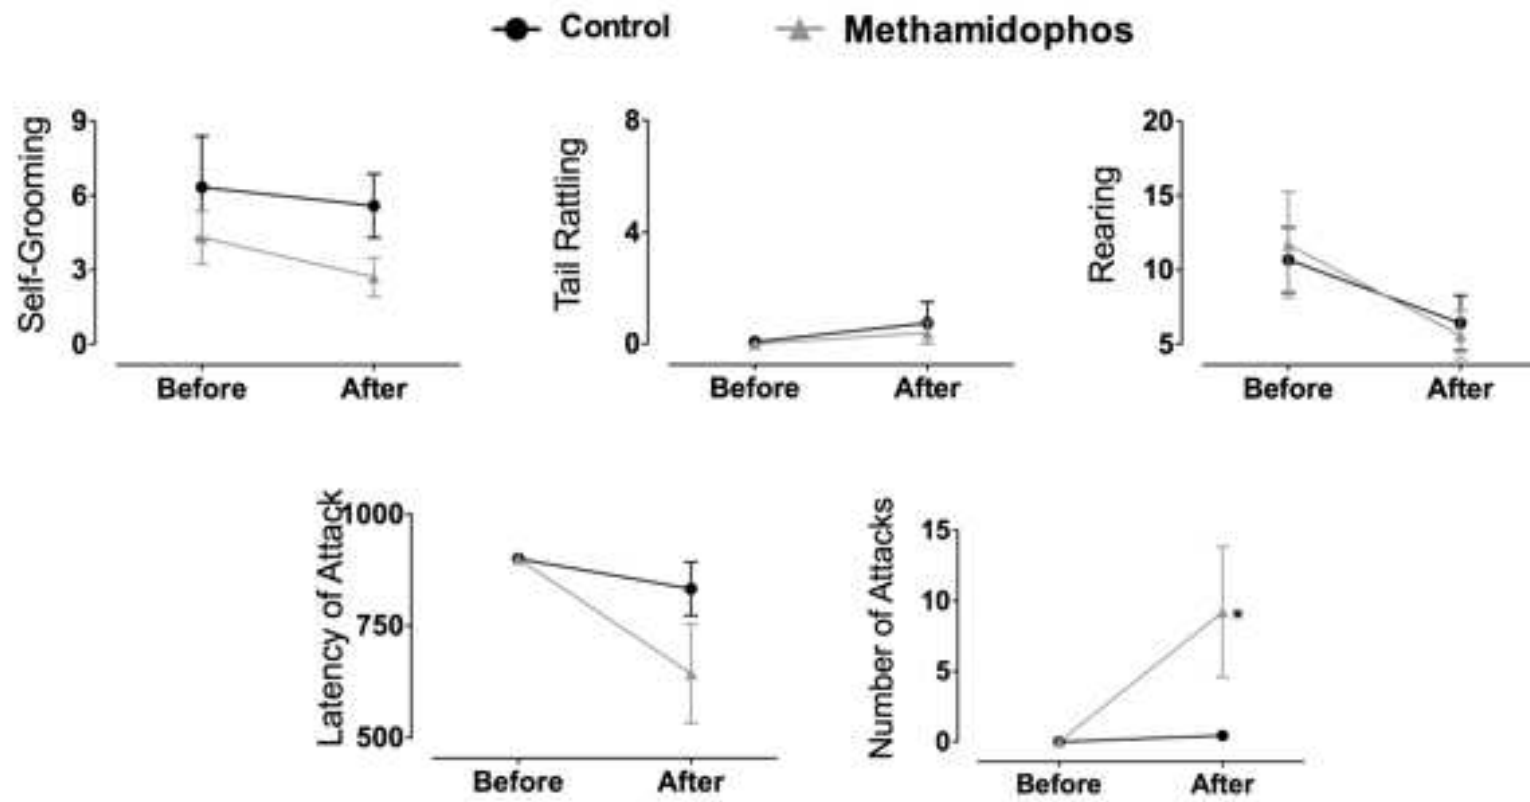 Control Methamidophos
Self-Grooming
9
6
3
0
Before After
Tail Rattling
8
4
0
Before After
Rearing
20
15
10
5
Before After
Latency of Attack
1000
750
500
Before After
Number of Attacks
15
10
5
0
*
Before After